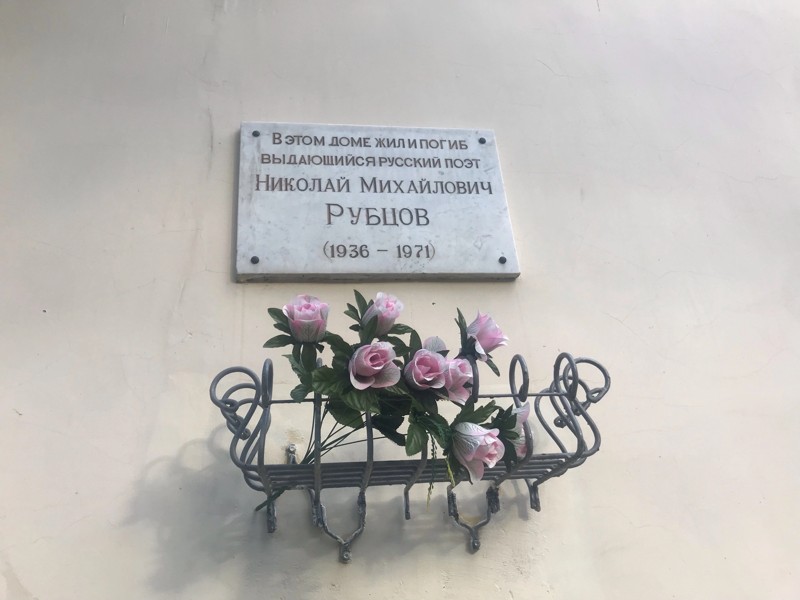 В ЭТОМ ДОМЕ ЖИЛ И ПОГИБ
ВЫДАЮЩИЙСЯ РУССКИЙ ПОЭТ
НИКОЛАЙ МИХАЙЛОВИЧ
РУБЦОВ
(1936 – 1971)